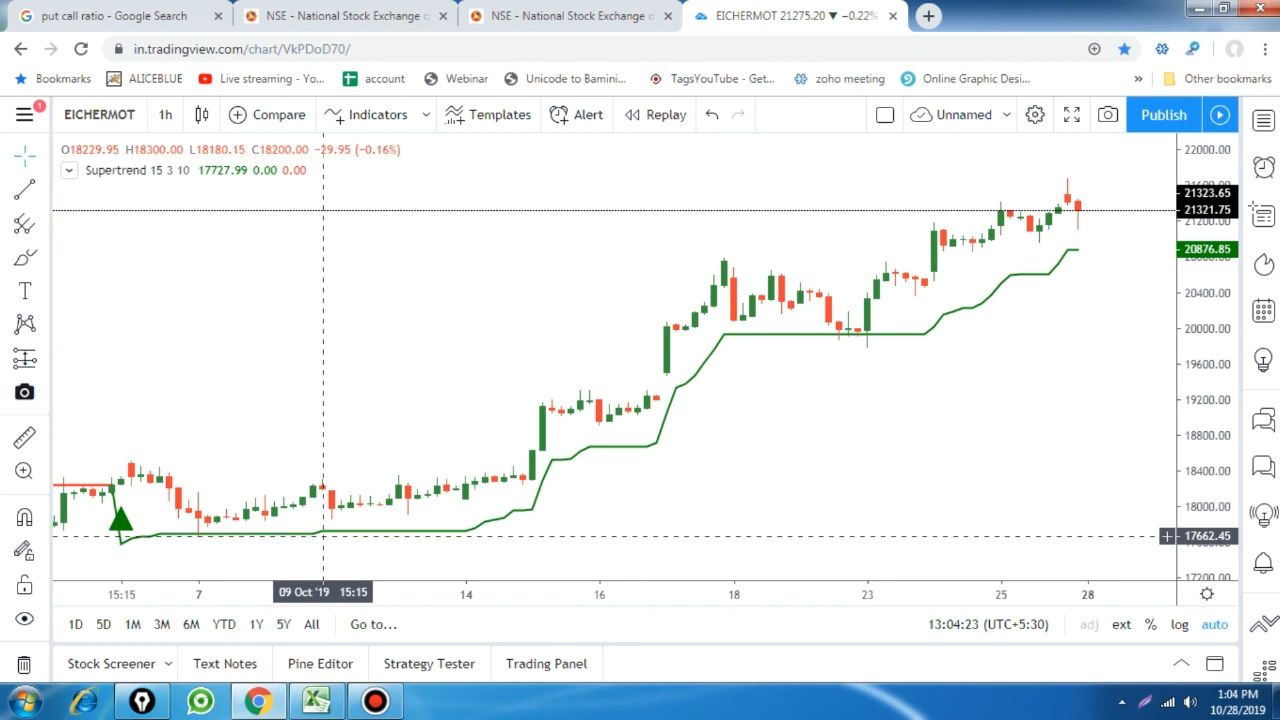 put call ratio - Google Search
NSE - National Stock Exchange o
NSE - National Stock Exchange o
EICHERMOT 21275.20 ▼ −0.22%
in.tradingview.com/chart/VkPDoD70/
Bookmarks
ALICEBLUE
Live streaming - Yo...
account
Webinar
Unicode to Bamini...
TagsYouTube - Get...
zoho meeting
Online Graphic Desi...
»
Other bookmarks
1
EICHERMOT
1h
Compare
Indicators
Templates
Alert
Replay
Unnamed
Publish
O18229.95 H18300.00 L18180.15 C18200.00 −29.95 (−0.16%)
Supertrend 15 3 10 17727.99 0.00 0.00
22000.00
21323.65
21321.75
21200.00
20876.85
20400.00
20000.00
19600.00
19200.00
18800.00
18400.00
18000.00
17662.45
17200.00
15:15
7
09 Oct '19 15:15
14
16
18
23
25
28
1D 5D 1M 3M 6M YTD 1Y 5Y All
Go to...
13:04:23 (UTC+5:30)
adj ext % log auto
Stock Screener
Text Notes
Pine Editor
Strategy Tester
Trading Panel
1:04 PM
10/28/2019